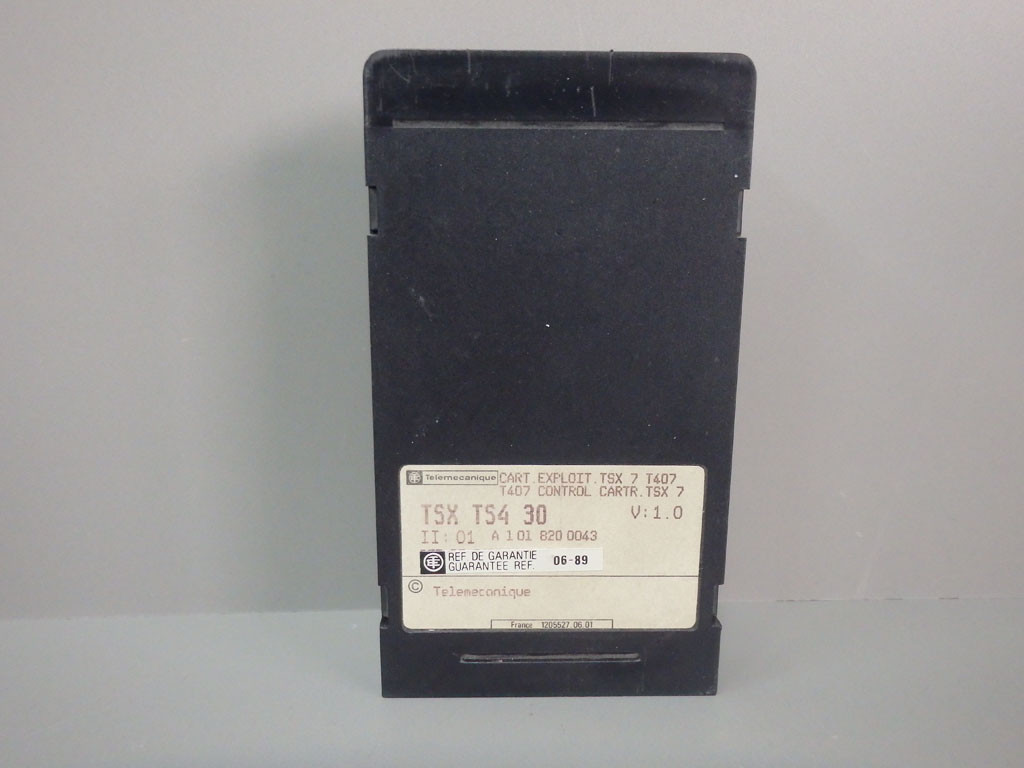 Telemecanique CART.EXPLOIT.TSX 7 T407
T407 CONTROL CARTR.TSX 7
TSX TS4 30 V:1.0
II:01 A 1 01 820 0043
REF DE GARANTIE
GUARANTEE REF. 06-89
© Telemecanique
France 1205527.06.01